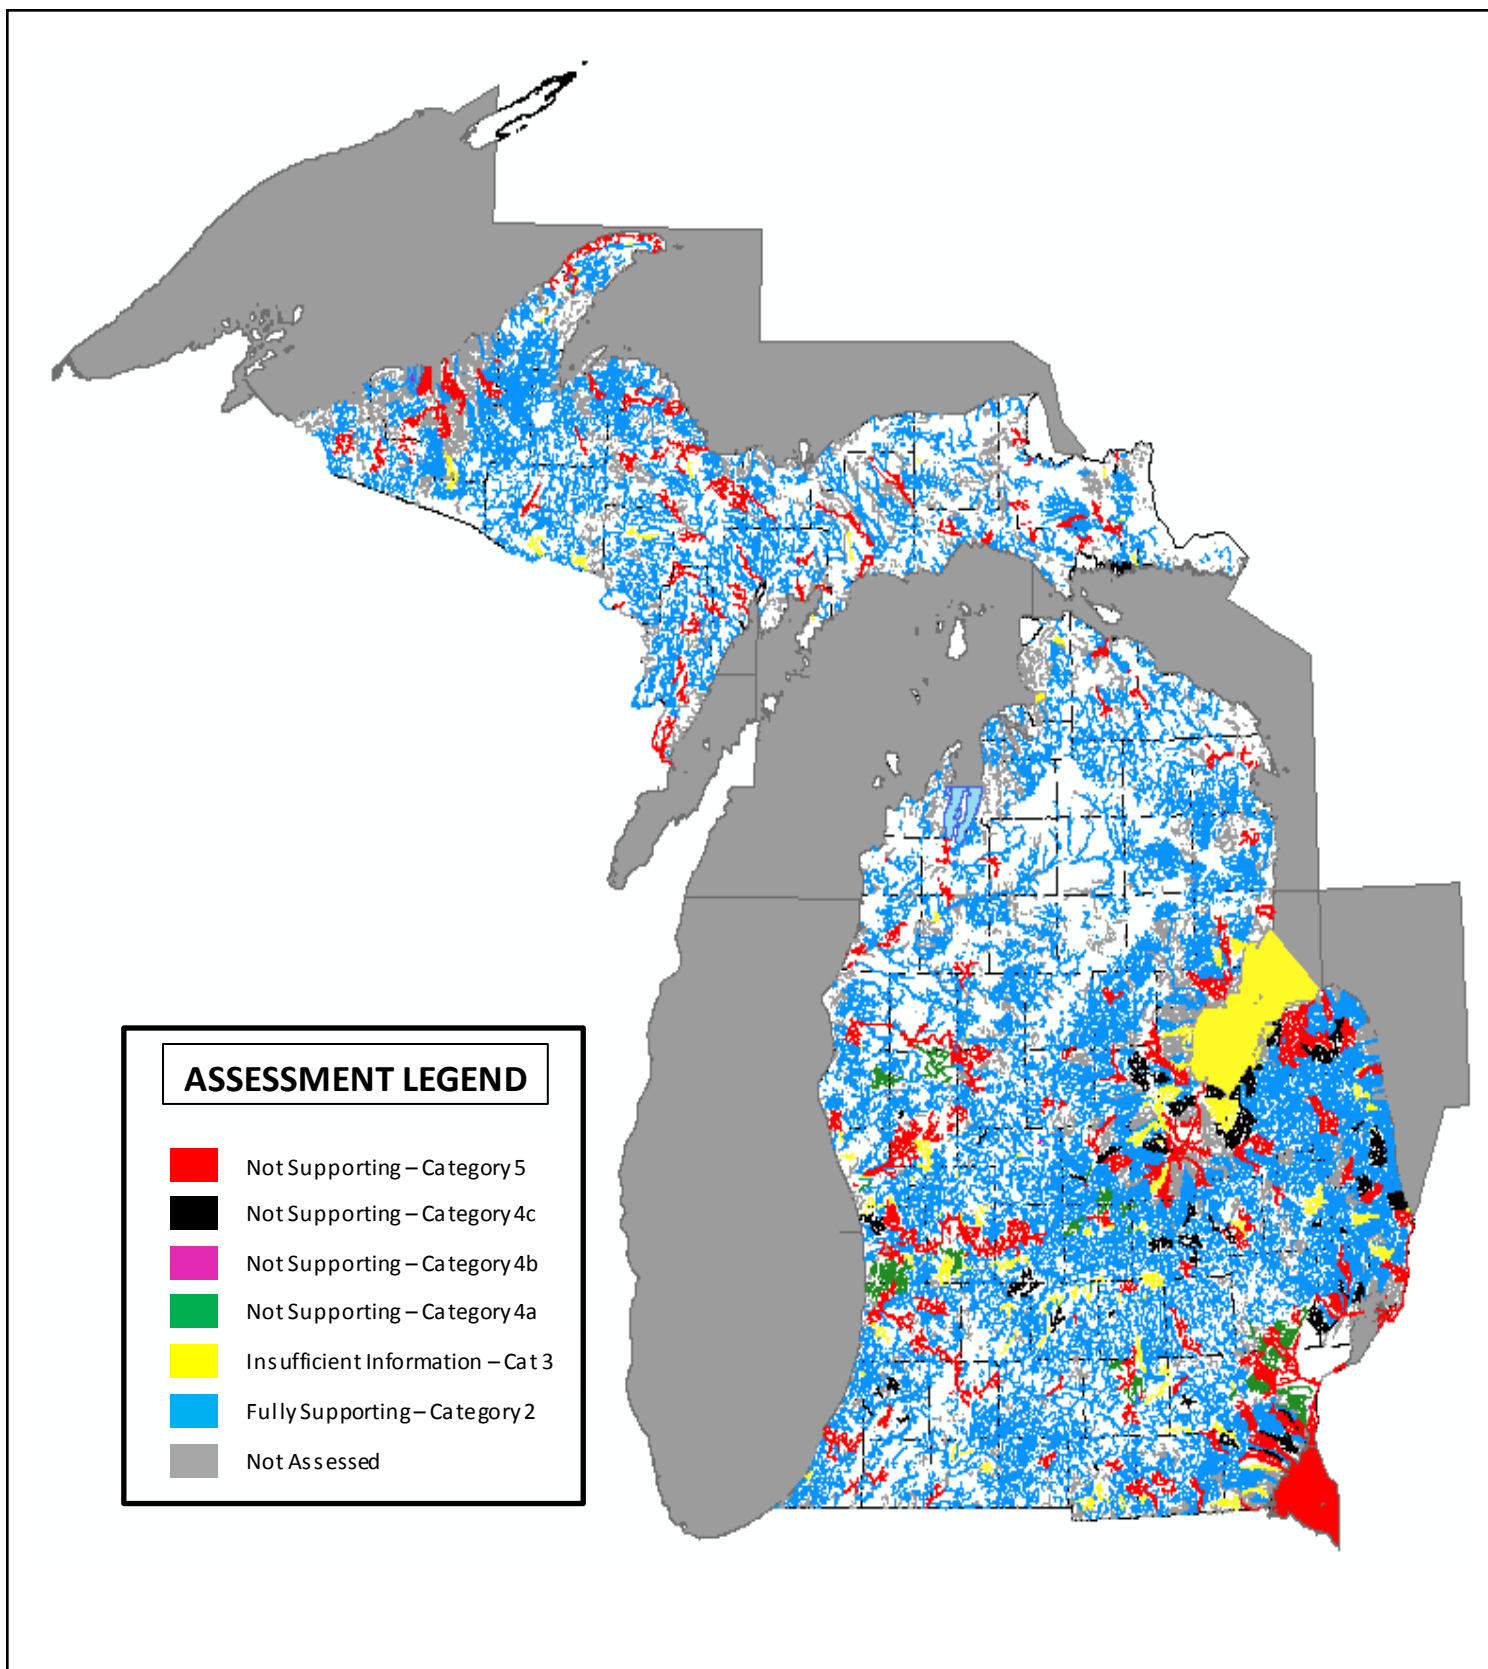 ASSESSMENT LEGEND
Not Supporting – Category 5
Not Supporting – Category 4c
Not Supporting – Category 4b
Not Supporting – Category 4a
Insufficient Information – Cat 3
Fully Supporting – Category 2
Not Assessed